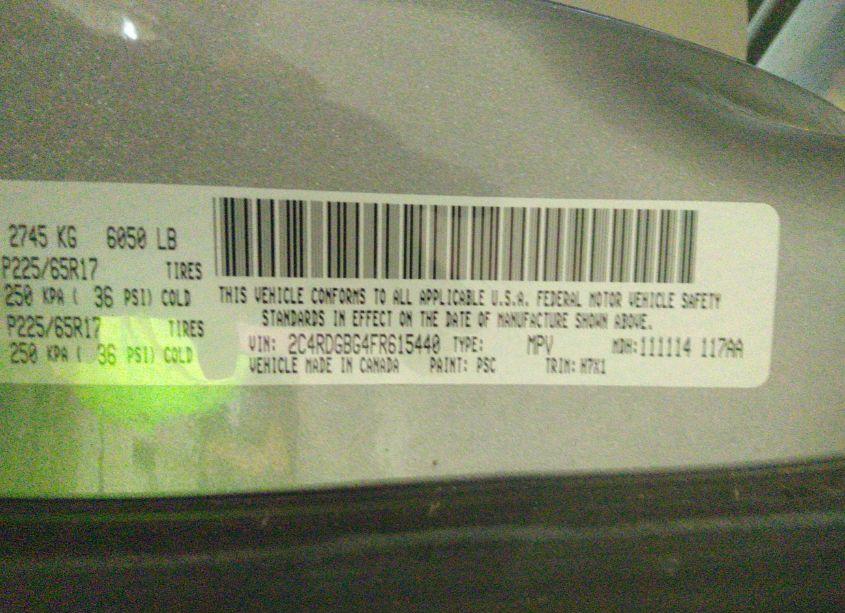 2745 KG 6050 LB
P225/65R17 TIRES
250 KPA ( 36 PSI) COLD
P225/65R17 TIRES
250 KPA ( 36 PSI) COLD
THIS VEHICLE CONFORMS TO ALL APPLICABLE U.S.A. FEDERAL MOTOR VEHICLE SAFETY
STANDARDS IN EFFECT ON THE DATE OF MANUFACTURE SHOWN ABOVE.
VIN: 2C4RDGBG4FR615440 TYPE: MPV MDH:111114 117AA
VEHICLE MADE IN CANADA PAINT: PSC TRIM: H7X1